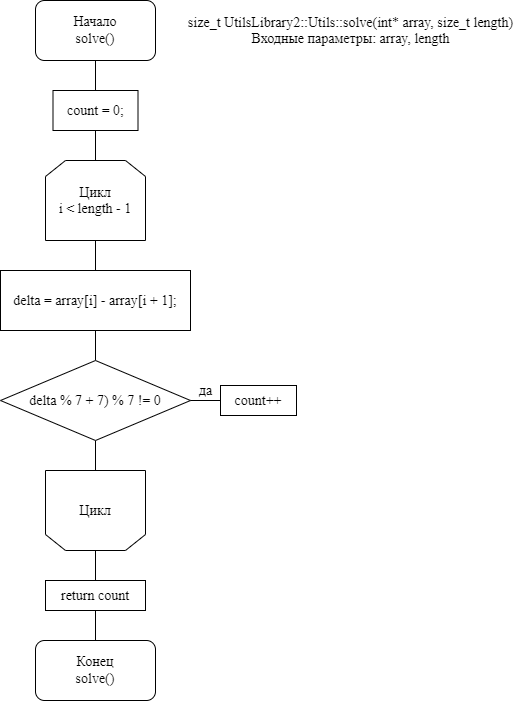 Начало
solve()
size_t UtilsLibrary2::Utils::solve(int* array, size_t length)
Входные параметры: array, length
count = 0;
Цикл
i < length - 1
delta = array[i] - array[i + 1];
delta % 7 + 7) % 7 != 0
да
count++
Цикл
return count
Конец
solve()